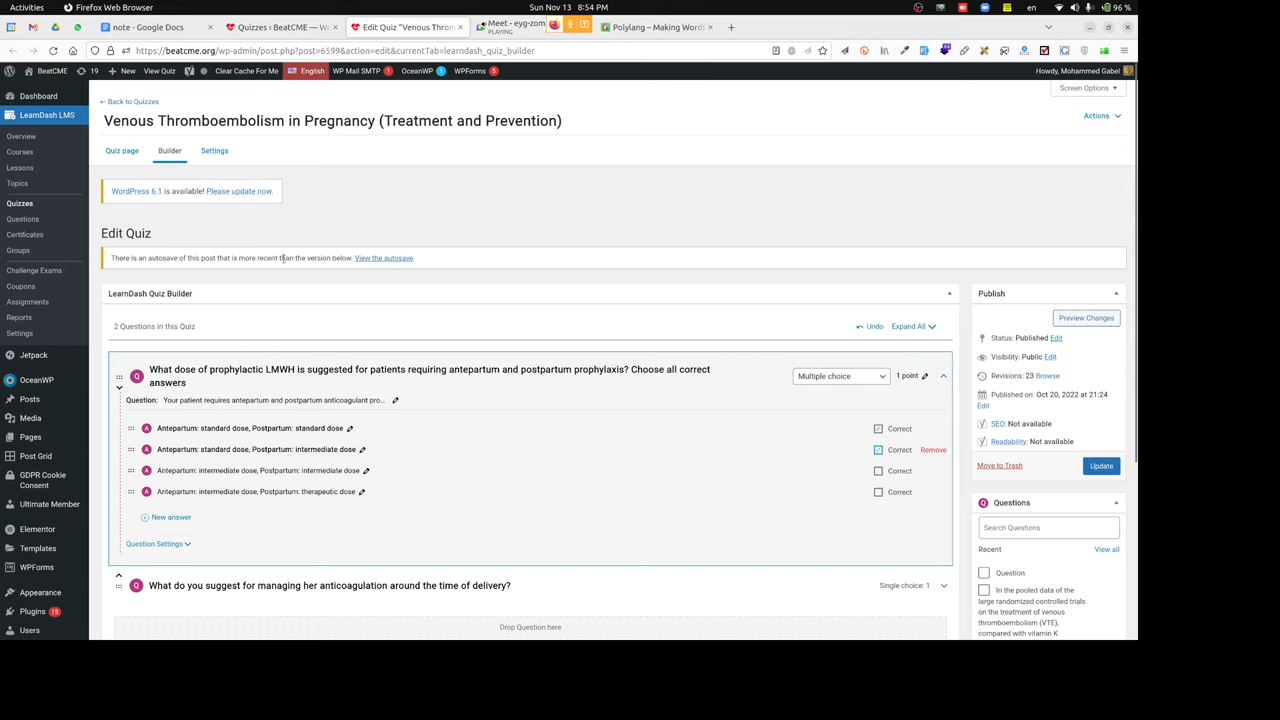 Activities
Firefox Web Browser
Sun Nov 13 8:54 PM
en
96 %
note - Google Docs
Quizzes ‹ BeatCME — W
Edit Quiz "Venous Throm
Meet - eyg-zom
PLAYING
Polylang – Making WordP
https://beatcme.org/wp-admin/post.php?post=6599&action=edit&currentTab=learndash_quiz_builder
BeatCME
19
New
View Quiz
Clear Cache For Me
English
WP Mail SMTP 1
OceanWP 1
WPForms 5
Howdy, Mohammed Gabel
Dashboard
LearnDash LMS
Overview
Courses
Lessons
Topics
Quizzes
Questions
Certificates
Groups
Challenge Exams
Coupons
Assignments
Reports
Settings
Jetpack
OceanWP
Posts
Media
Pages
Post Grid
GDPR Cookie
Consent
Ultimate Member
Elementor
Templates
WPForms
Appearance
Plugins 15
Users
Screen Options
← Back to Quizzes
Venous Thromboembolism in Pregnancy (Treatment and Prevention)
Actions
Quiz page
Builder
Settings
WordPress 6.1 is available! Please update now.
Edit Quiz
There is an autosave of this post that is more recent than the version below. View the autosave
LearnDash Quiz Builder
2 Questions in this Quiz
Undo
Expand All
Q
What dose of prophylactic LMWH is suggested for patients requiring antepartum and postpartum prophylaxis? Choose all correct
answers
Multiple choice
1 point
Question: Your patient requires antepartum and postpartum anticoagulant pro...
A Antepartum: standard dose, Postpartum: standard dose
Correct
A Antepartum: standard dose, Postpartum: intermediate dose
Correct Remove
A Antepartum: intermediate dose, Postpartum: intermediate dose
Correct
A Antepartum: intermediate dose, Postpartum: therapeutic dose
Correct
New answer
Question Settings
Q What do you suggest for managing her anticoagulation around the time of delivery?
Single choice: 1
Drop Question here
Publish
Preview Changes
Status: Published Edit
Visibility: Public Edit
Revisions: 23 Browse
Published on: Oct 20, 2022 at 21:24
Edit
SEO: Not available
Readability: Not available
Move to Trash
Update
Q Questions
Search Questions
Recent
View all
Question
In the pooled data of the
large randomized controlled trials
on the treatment of venous
thromboembolism (VTE),
compared with vitamin K